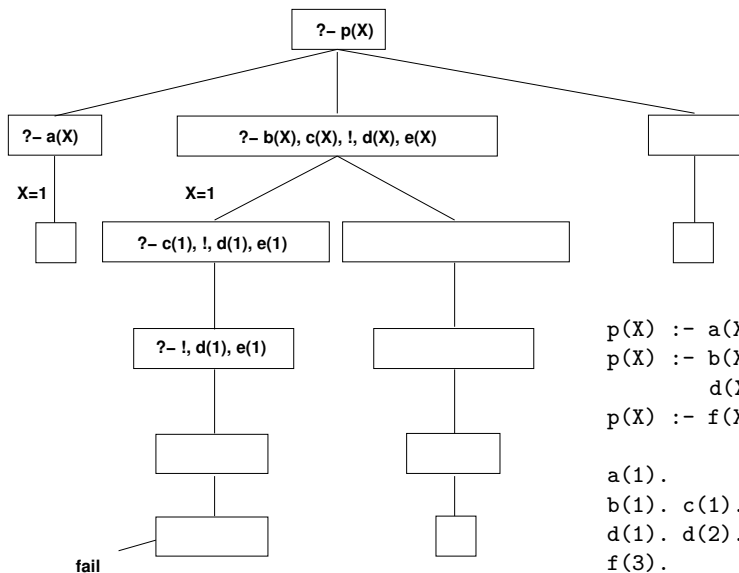 ?– p(X)
?– a(X)
?– b(X), c(X), !, d(X), e(X)
X=1
X=1
?– c(1), !, d(1), e(1)
?– !, d(1), e(1)
fail
p(X) :- a(X
p(X) :- b(X
d(X
p(X) :- f(X
a(1).
b(1). c(1).
d(1). d(2).
f(3).